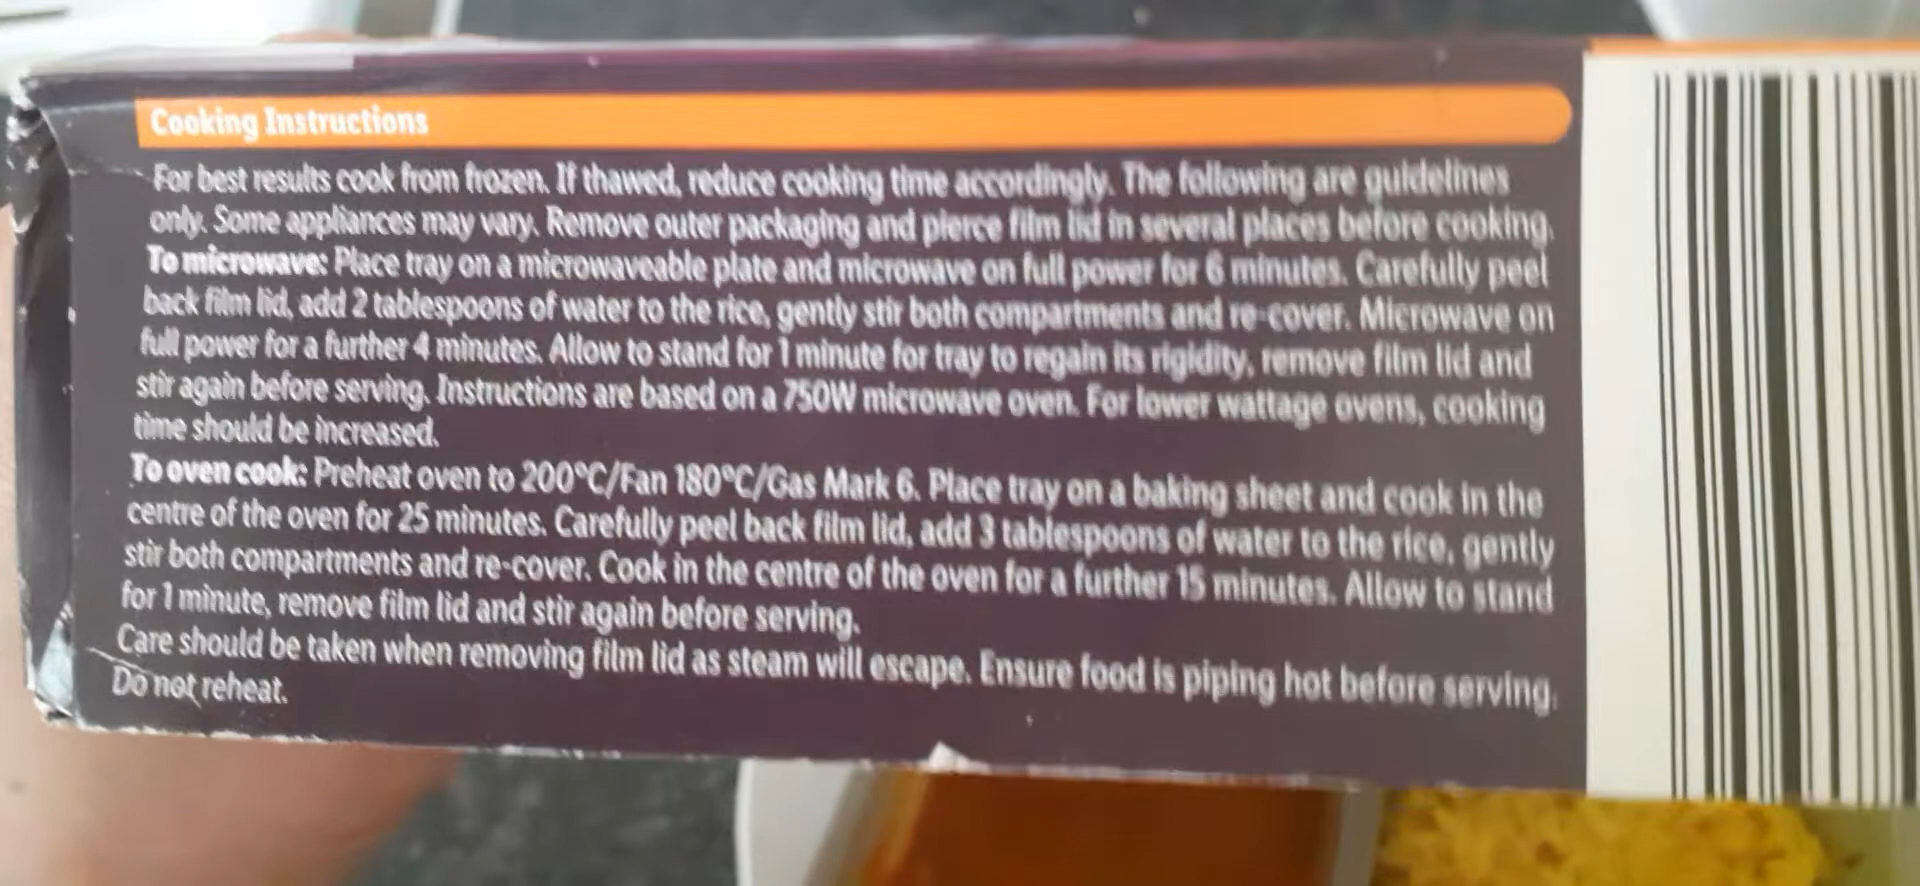 Cooking Instructions
For best results cook from frozen. If thawed, reduce cooking time accordingly. The following are guidelines
only. Some appliances may vary. Remove outer packaging and pierce film lid in several places before cooking.
To microwave: Place tray on a microwaveable plate and microwave on full power for 6 minutes. Carefully peel
back film lid, add 2 tablespoons of water to the rice, gently stir both compartments and re-cover. Microwave on
full power for a further 4 minutes. Allow to stand for 1 minute for tray to regain its rigidity, remove film lid and
stir again before serving. Instructions are based on a 750W microwave oven. For lower wattage ovens, cooking
time should be increased.
To oven cook: Preheat oven to 200°C/Fan 180°C/Gas Mark 6. Place tray on a baking sheet and cook in the
centre of the oven for 25 minutes. Carefully peel back film lid, add 3 tablespoons of water to the rice, gently
stir both compartments and re-cover. Cook in the centre of the oven for a further 15 minutes. Allow to stand
for 1 minute, remove film lid and stir again before serving.
Care should be taken when removing film lid as steam will escape. Ensure food is piping hot before serving.
Do not reheat.